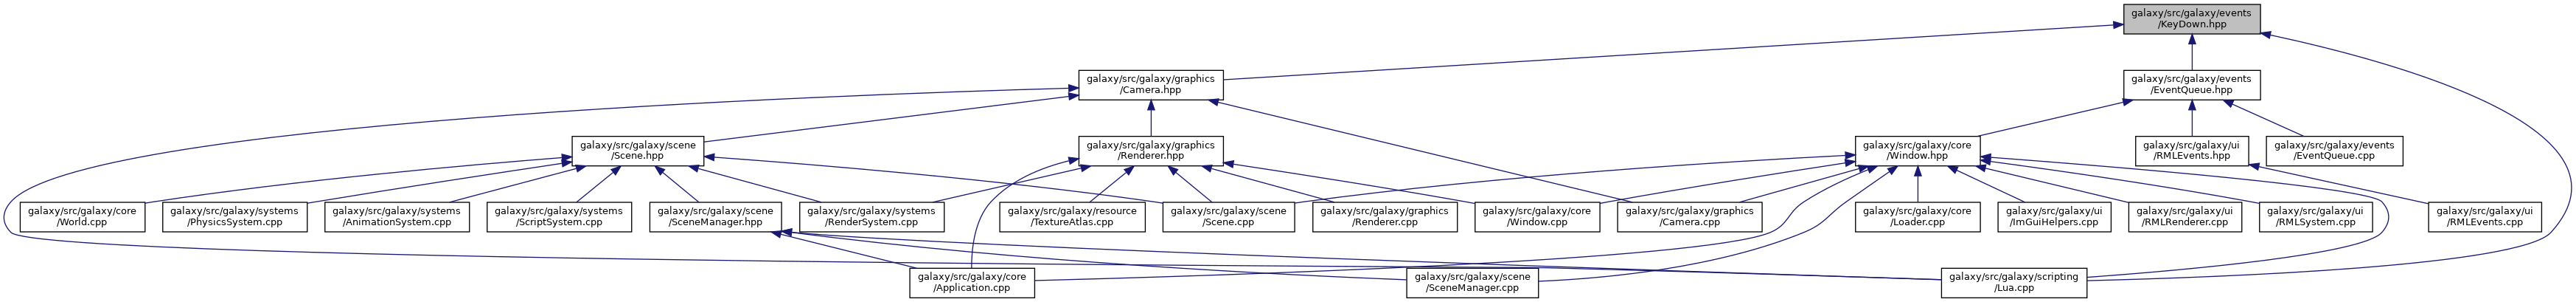 galaxy/src/galaxy/events
/KeyDown.hpp
galaxy/src/galaxy/graphics
/Camera.hpp
galaxy/src/galaxy/events
/EventQueue.hpp
galaxy/src/galaxy/scene
/Scene.hpp
galaxy/src/galaxy/graphics
/Renderer.hpp
galaxy/src/galaxy/core
/Window.hpp
galaxy/src/galaxy/ui
/RMLEvents.hpp
galaxy/src/galaxy/events
/EventQueue.cpp
galaxy/src/galaxy/core
/World.cpp
galaxy/src/galaxy/systems
/PhysicsSystem.cpp
galaxy/src/galaxy/systems
/AnimationSystem.cpp
galaxy/src/galaxy/systems
/ScriptSystem.cpp
galaxy/src/galaxy/scene
/SceneManager.hpp
galaxy/src/galaxy/systems
/RenderSystem.cpp
galaxy/src/galaxy/resource
/TextureAtlas.cpp
galaxy/src/galaxy/scene
/Scene.cpp
galaxy/src/galaxy/graphics
/Renderer.cpp
galaxy/src/galaxy/core
/Window.cpp
galaxy/src/galaxy/graphics
/Camera.cpp
galaxy/src/galaxy/core
/Loader.cpp
galaxy/src/galaxy/ui
/ImGuiHelpers.cpp
galaxy/src/galaxy/ui
/RMLRenderer.cpp
galaxy/src/galaxy/ui
/RMLSystem.cpp
galaxy/src/galaxy/ui
/RMLEvents.cpp
galaxy/src/galaxy/core
/Application.cpp
galaxy/src/galaxy/scene
/SceneManager.cpp
galaxy/src/galaxy/scripting
/Lua.cpp